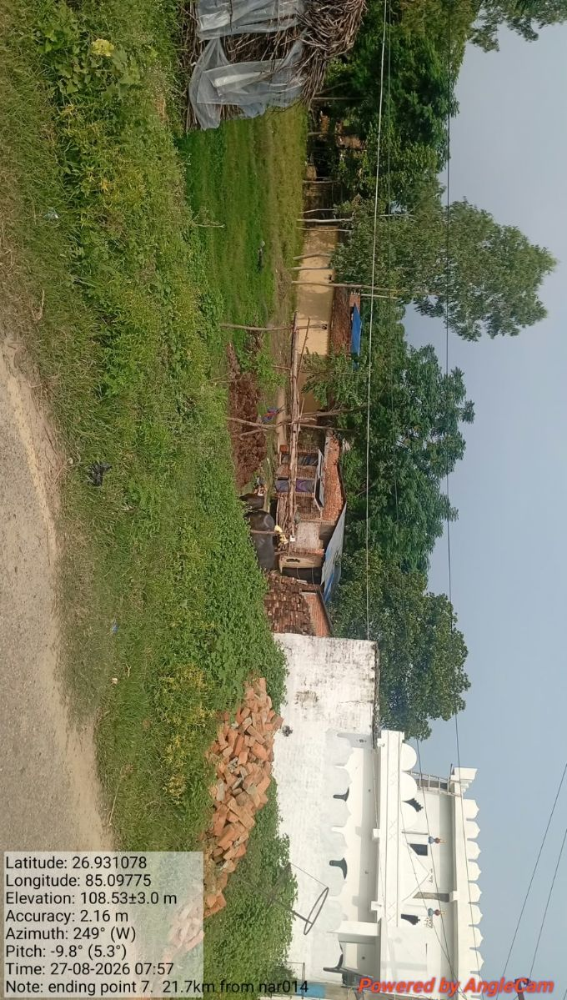 Latitude: 26.931078
Longitude: 85.09775
Elevation: 108.53±3.0 m
Accuracy: 2.16 m
Azimuth: 249° (W)
Pitch: -9.8° (5.3°)
Time: 27-08-2026 07:57
Note: ending point 7. 21.7km from nar014
Powered by AngleCam